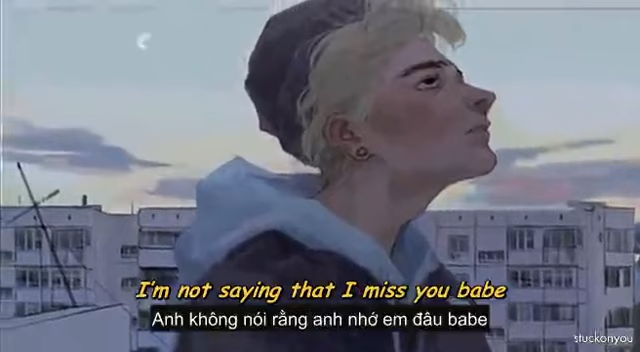 I'm not saying that I miss you babe
Anh không nói rằng anh nhớ em đâu babe
stuckonyou